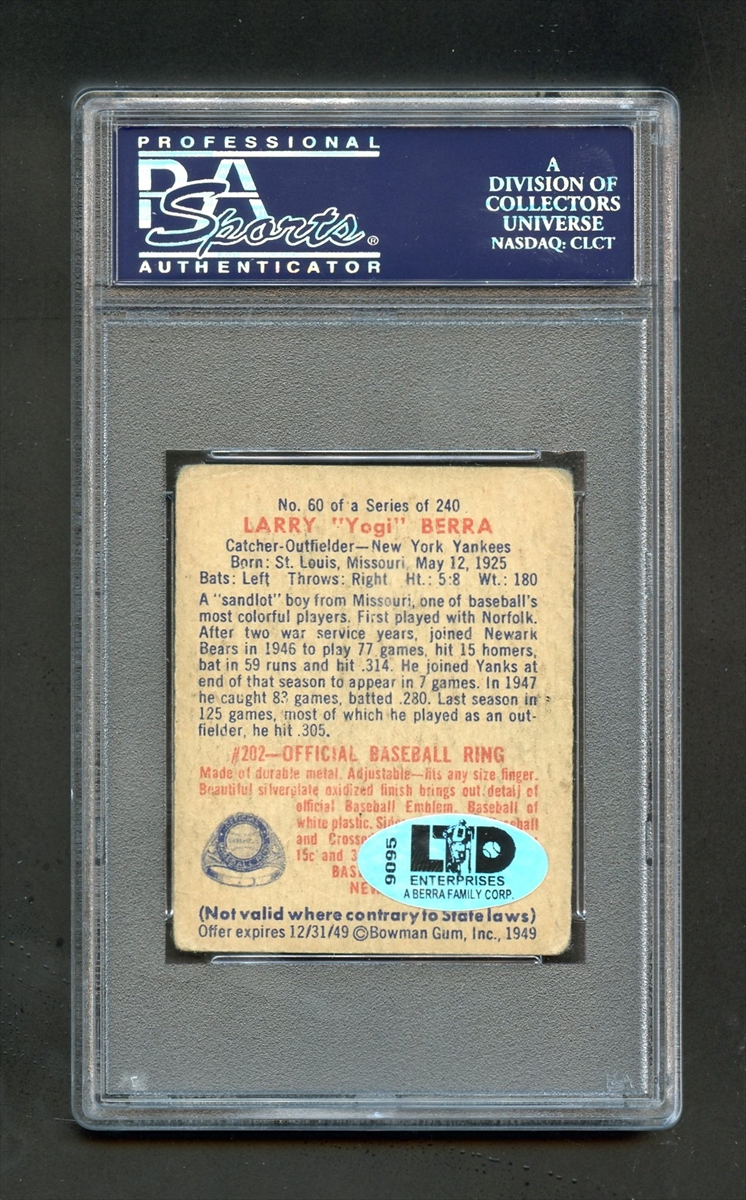 PROFESSIONAL
PSA
Sports®
AUTHENTICATOR
A
DIVISION OF
COLLECTORS
UNIVERSE
NASDAQ: CLCT
No. 60 of a Series of 240
LARRY "Yogi" BERRA
Catcher-Outfielder—New York Yankees
Born: St. Louis, Missouri, May 12, 1925
Bats: Left Throws: Right Ht.: 5:8 Wt.: 180
A "sandlot" boy from Missouri, one of baseball's
most colorful players. First played with Norfolk.
After two war service years, joined Newark
Bears in 1946 to play 77 games, hit 15 homers,
bat in 59 runs and hit .314. He joined Yanks at
end of that season to appear in 7 games. In 1947
he caught 83 games, batted .280. Last season in
125 games, most of which he played as an out-
fielder, he hit .305.
#202—OFFICIAL BASEBALL RING
Made of durable metal. Adjustable—fits any size finger.
Beautiful silverplate oxidized finish brings out detail of
official Baseball Emblem. Baseball of
white plastic.
and
15c and 3
BAS
NEW
9095
LTD
ENTERPRISES
A BERRA FAMILY CORP.
(Not valid where contrary to State laws)
Offer expires 12/31/49 ©Bowman Gum, Inc., 1949